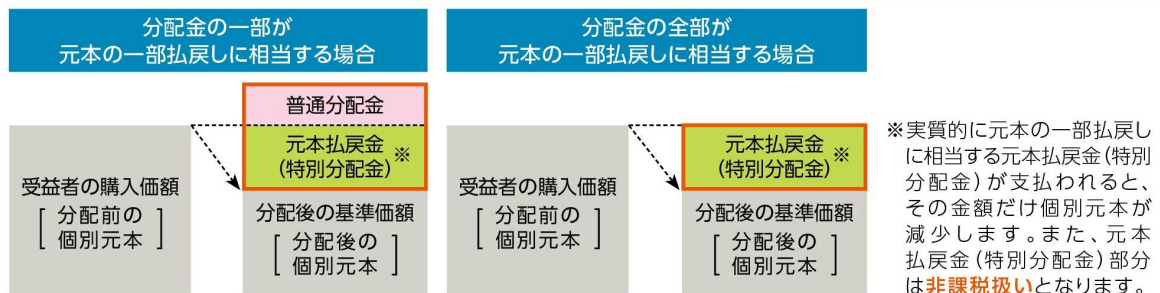 分配金の一部が
元本の一部払戻しに相当する場合
普通分配金
元本払戻金
(特別分配金)※
受益者の購入価額
[分配前の
個別元本]
分配後の基準価額
[分配後の
個別元本]
分配金の全部が
元本の一部払戻しに相当する場合
元本払戻金
(特別分配金)※
受益者の購入価額
[分配前の
個別元本]
分配後の基準価額
[分配後の
個別元本]
※実質的に元本の一部払戻し
に相当する元本払戻金(特別
分配金)が支払われると、
その金額だけ個別元本が
減少します。また、元本
払戻金(特別分配金)部分
は非課税扱いとなります。